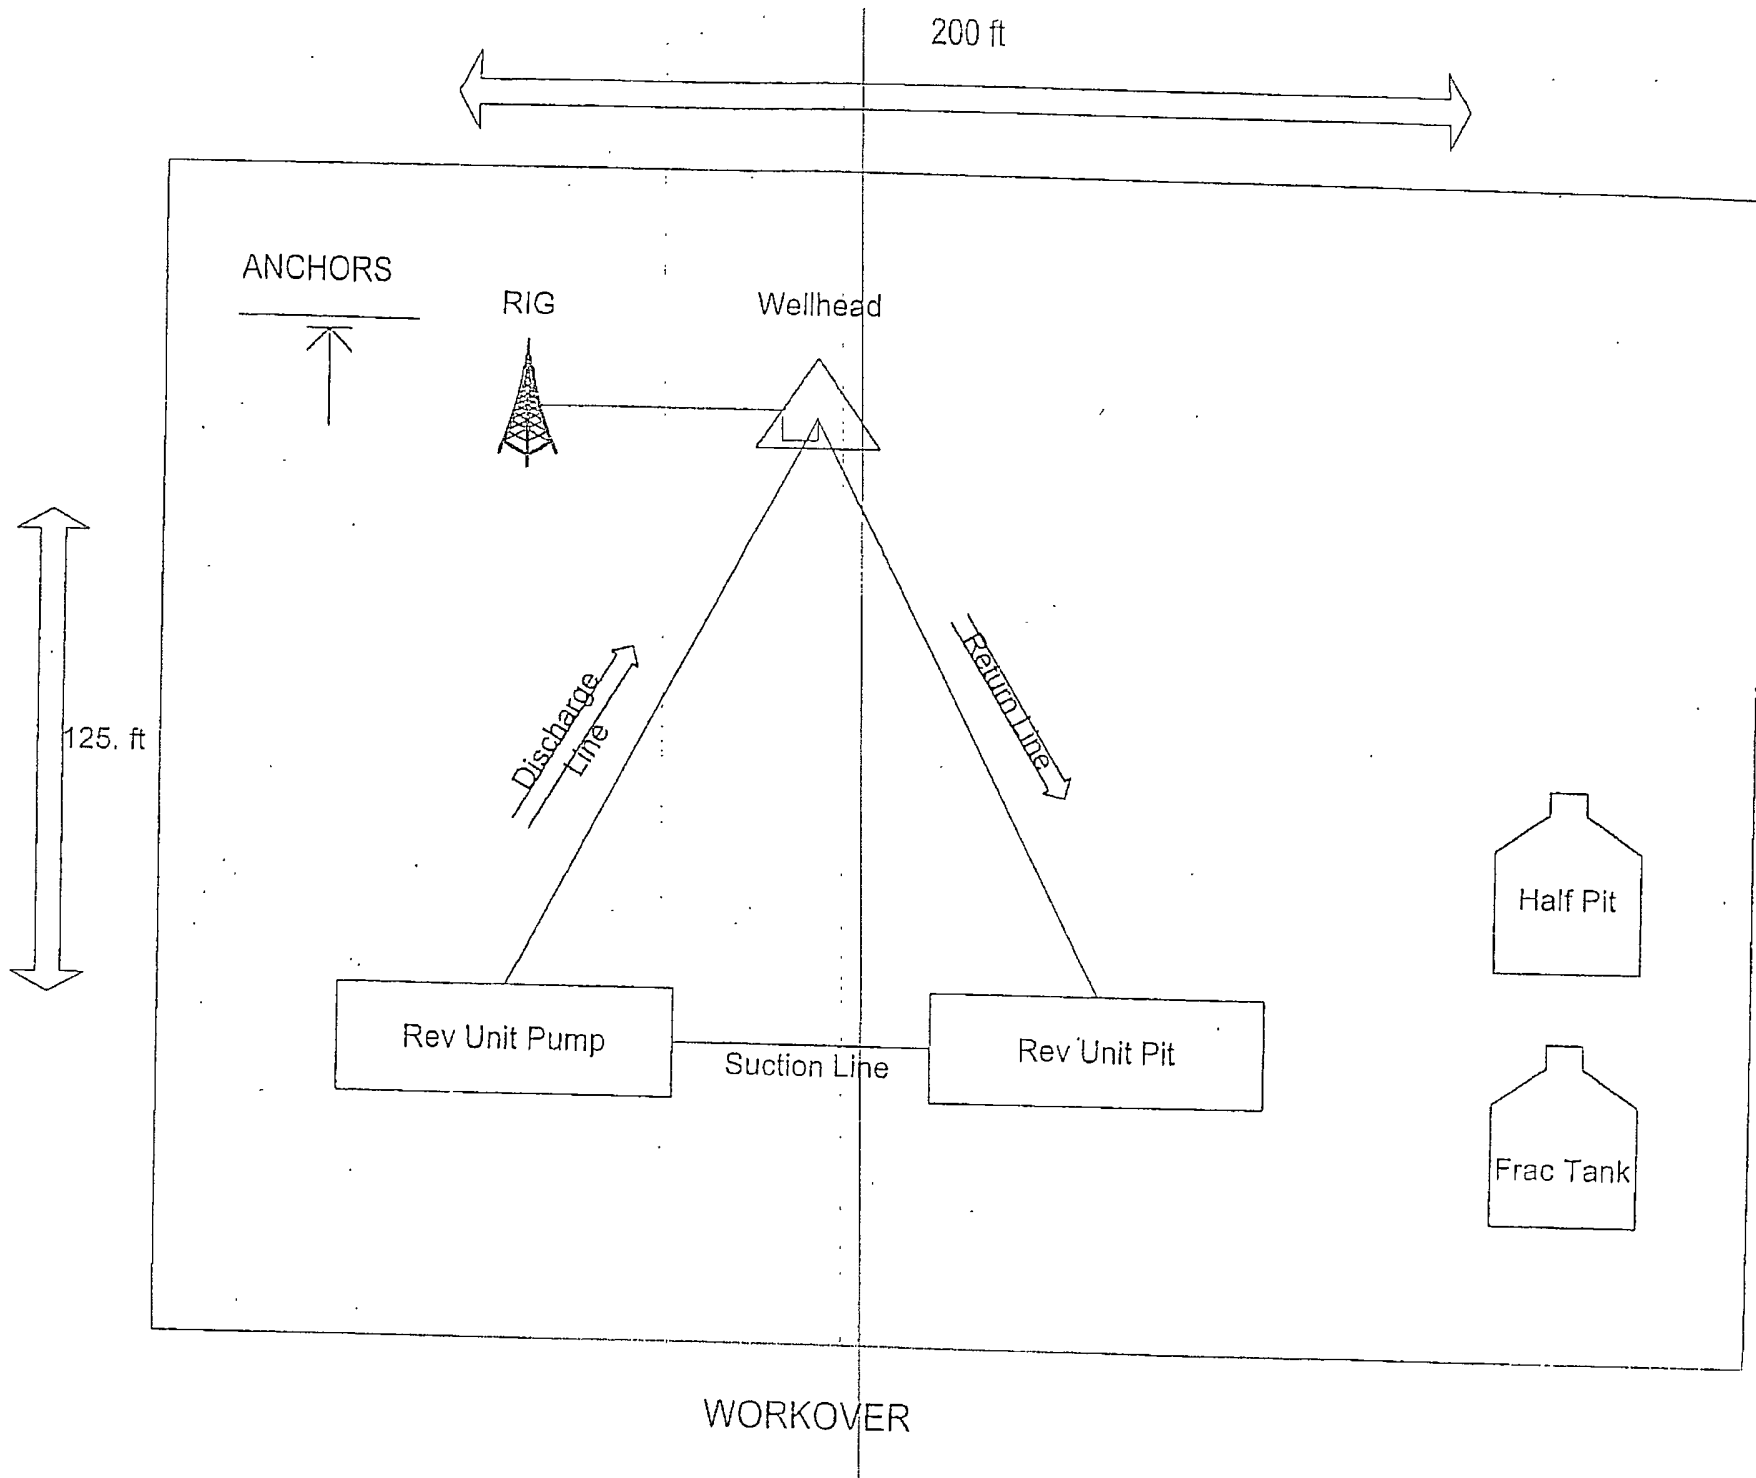 200 ft
ANCHORS
RIG
Wellhead
125. ft
Discharge
Line
Return Line
Half Pit
Rev Unit Pump
Suction Line
Rev Unit Pit
Frac Tank
WORKOVER